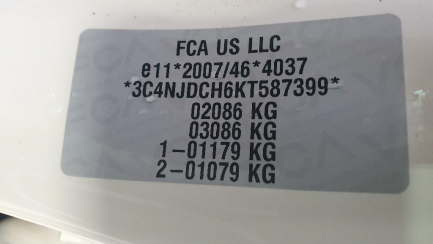 FCA US LLC
e11*2007/46*4037
*3C4NJDCH6KT587399*
02086 KG
03086 KG
1-01179 KG
2-01079 KG